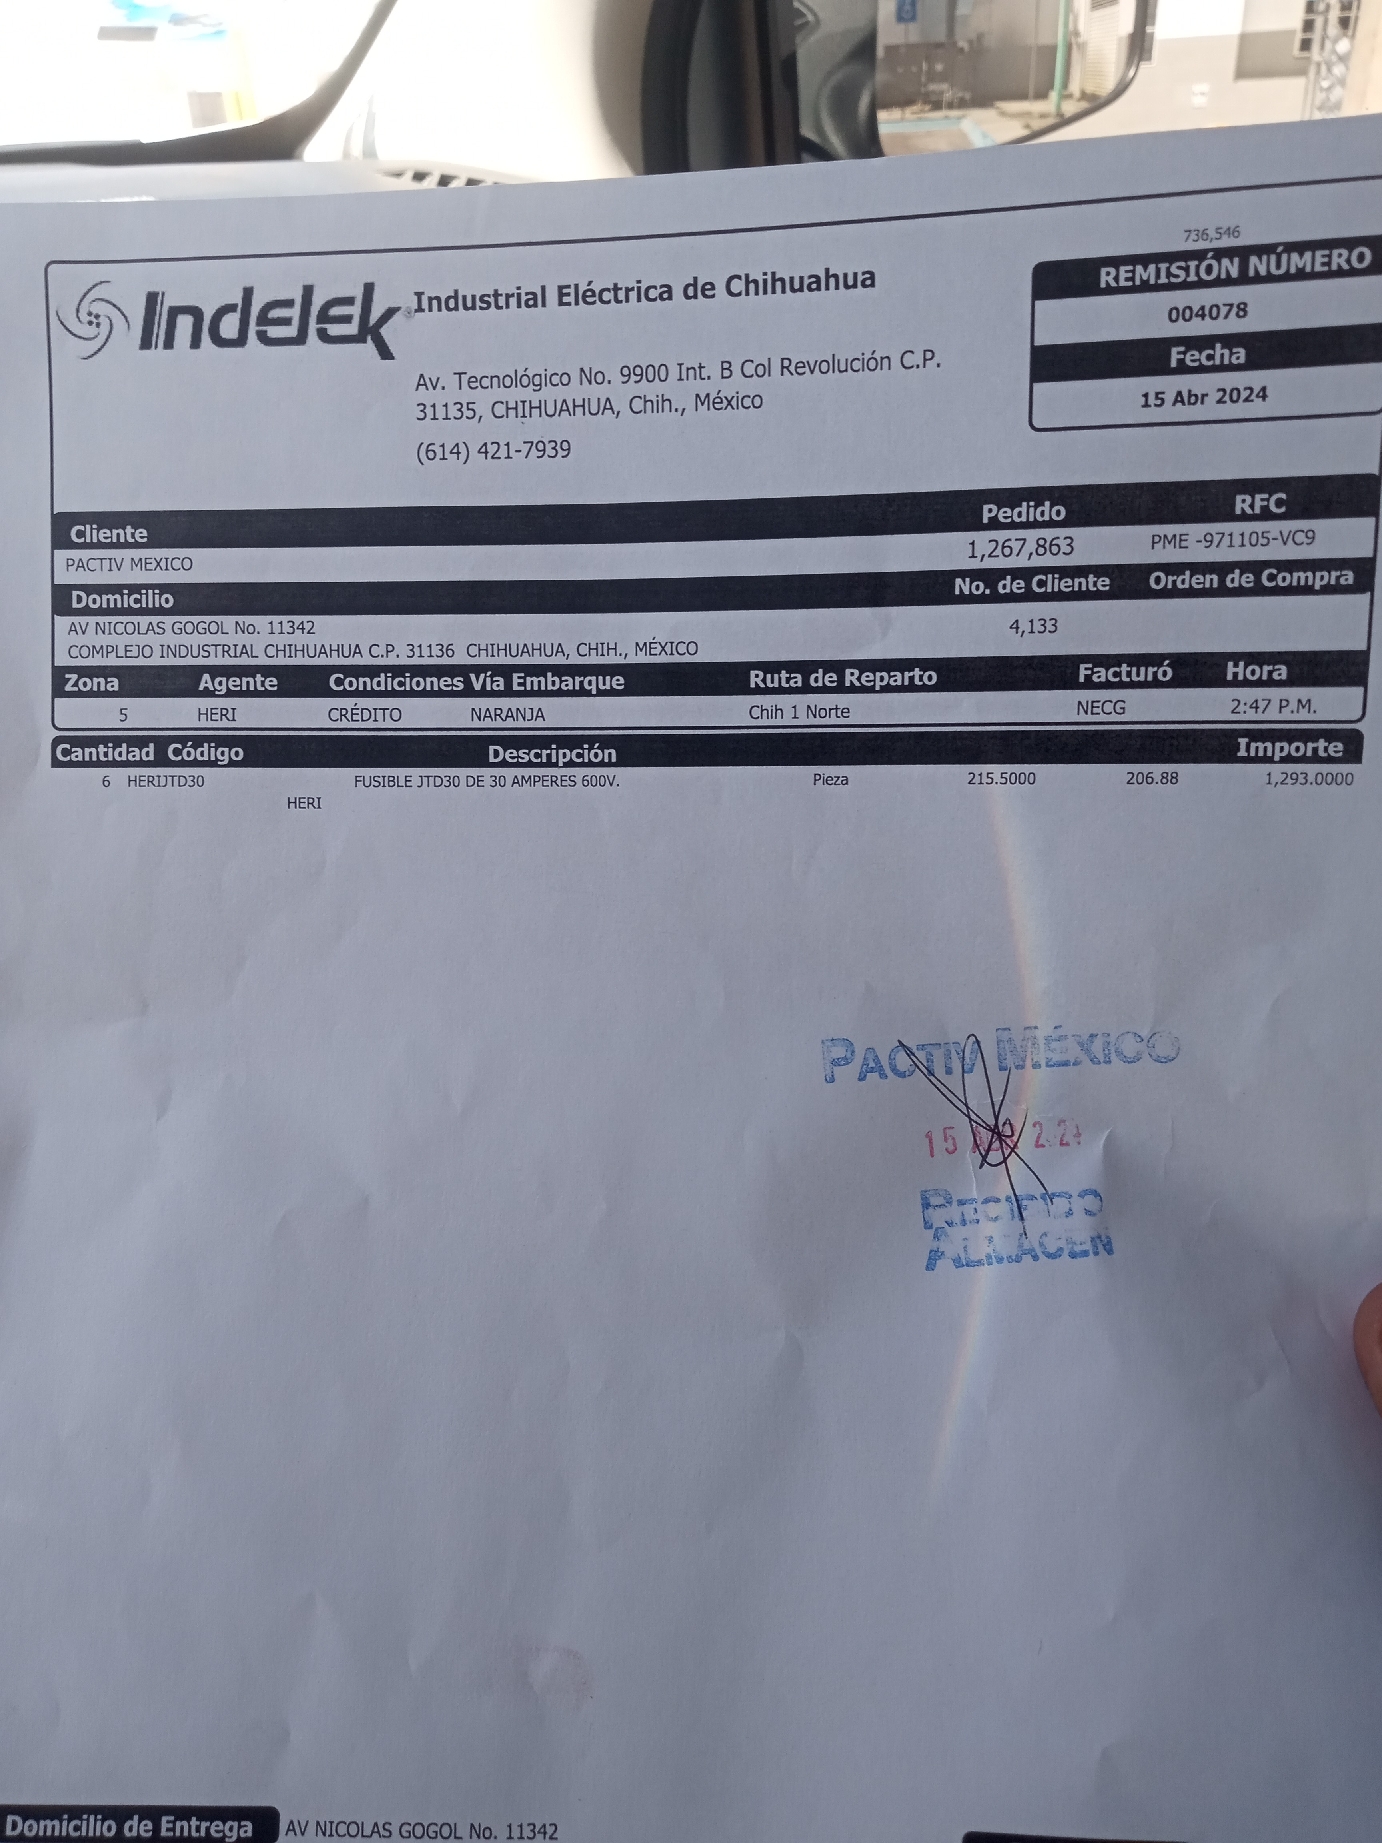 736,546
Indelek
Industrial Eléctrica de Chihuahua
REMISIÓN NÚMERO
004078
Fecha
15 Abr 2024
Av. Tecnológico No. 9900 Int. B Col Revolución C.P.
31135, CHIHUAHUA, Chih., México
(614) 421-7939
Cliente Pedido RFC
PACTIV MEXICO 1,267,863 PME -971105-VC9
Domicilio No. de Cliente Orden de Compra
AV NICOLAS GOGOL No. 11342 4,133
COMPLEJO INDUSTRIAL CHIHUAHUA C.P. 31136 CHIHUAHUA, CHIH., MÉXICO
Zona Agente Condiciones Vía Embarque Ruta de Reparto Facturó Hora
5 HERI CRÉDITO NARANJA Chih 1 Norte NECG 2:47 P.M.
Cantidad Código Descripción Importe
6 HERIJTD30 FUSIBLE JTD30 DE 30 AMPERES 600V. Pieza 215.5000 206.88 1,293.0000
HERI
PACTIV MÉXICO
15 ABR
RECIBIDO
ALMACEN
Domicilio de Entrega AV NICOLAS GOGOL No. 11342